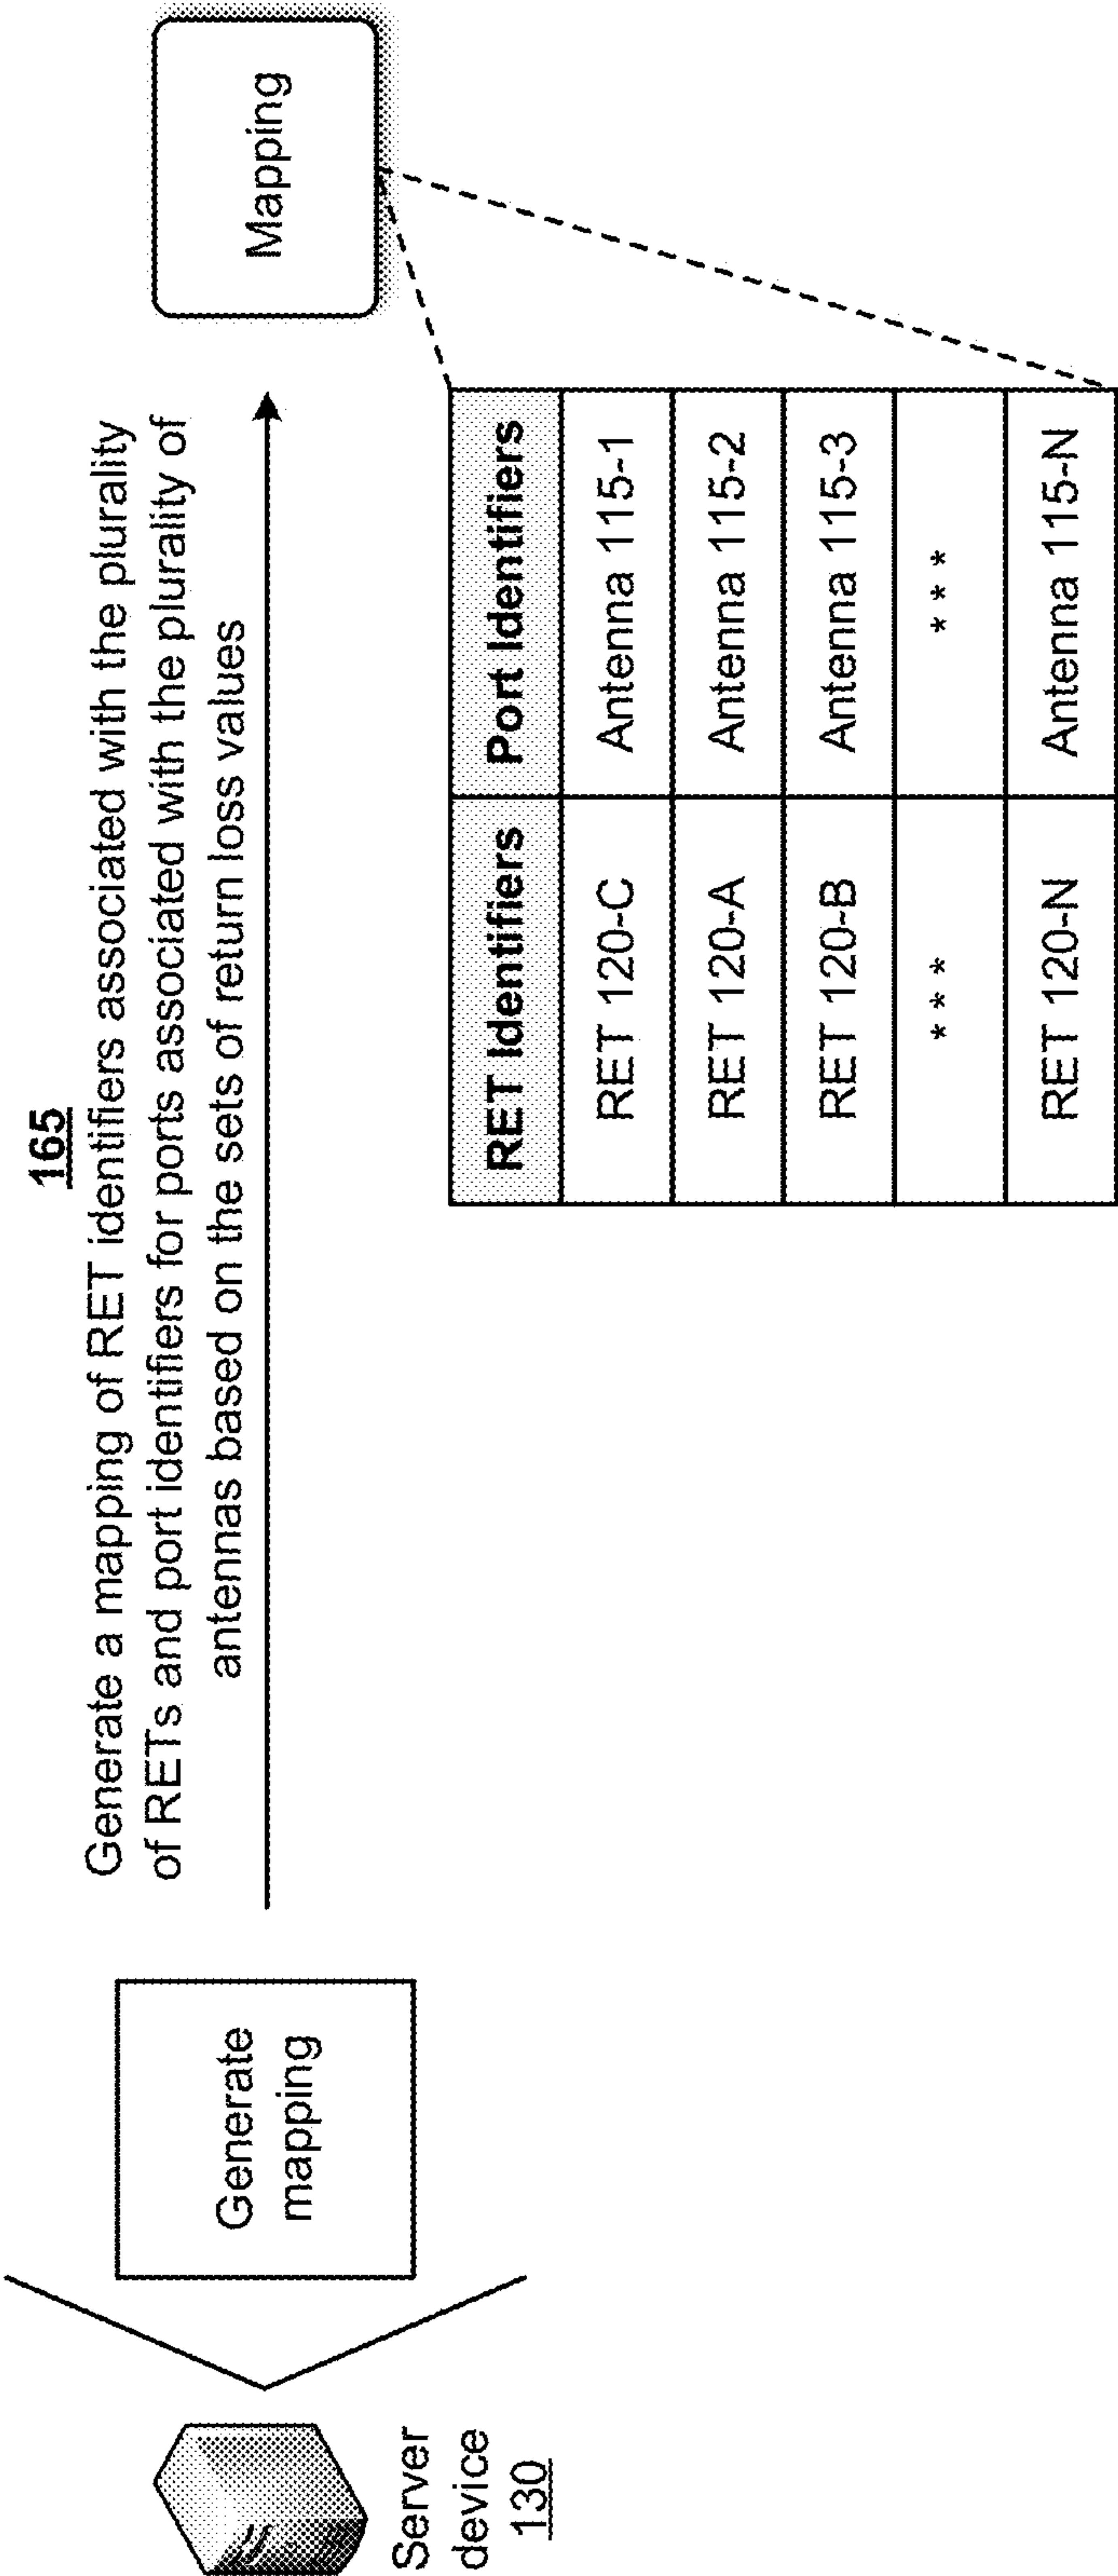 165
Generate a mapping of RET identifiers associated with the plurality
of RETs and port identifiers for ports associated with the plurality of
antennas based on the sets of return loss values
Generate
mapping
Mapping
Server
device
130
RET Identifiers Port Identifiers
RET 120-C Antenna 115-1
RET 120-A Antenna 115-2
RET 120-B Antenna 115-3
*** ***
RET 120-N Antenna 115-N